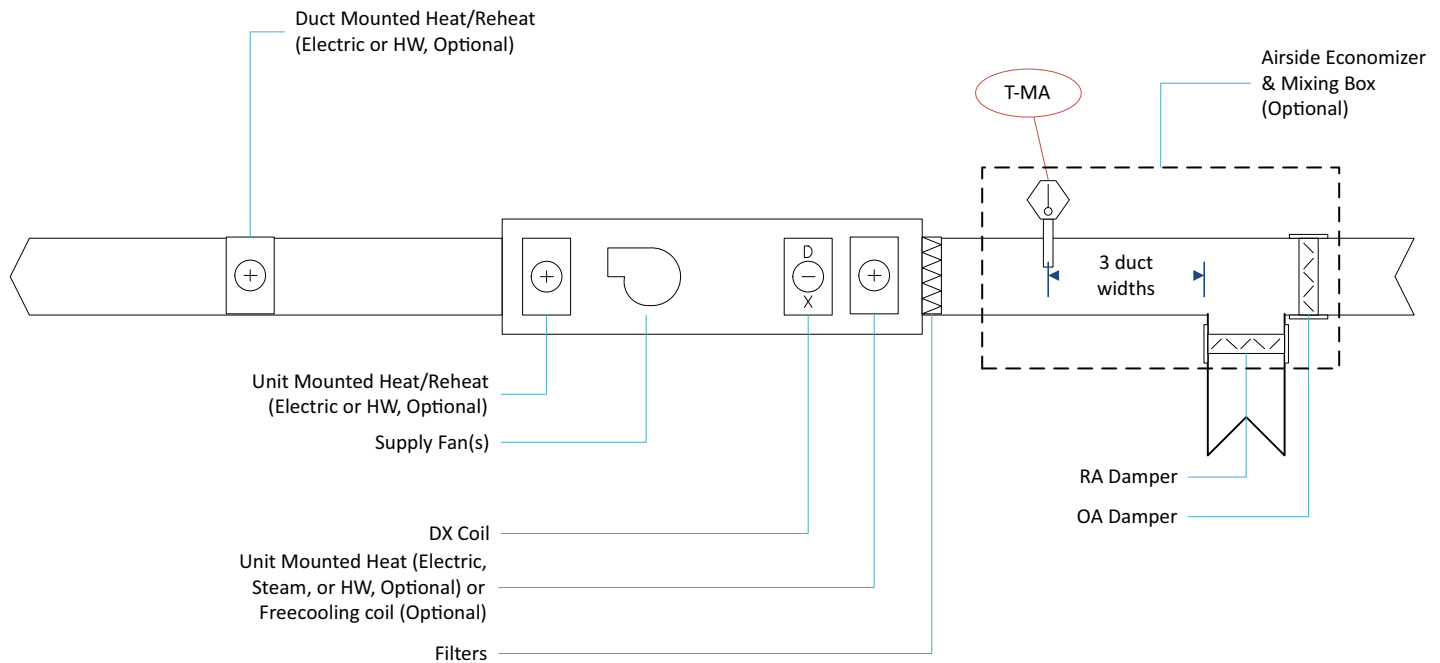 Duct Mounted Heat/Reheat
(Electric or HW, Optional)
Airside Economizer
& Mixing Box
(Optional)
T-MA
D
X
3 duct
widths
Unit Mounted Heat/Reheat
(Electric or HW, Optional)
Supply Fan(s)
RA Damper
OA Damper
DX Coil
Unit Mounted Heat (Electric,
Steam, or HW, Optional) or
Freecooling coil (Optional)
Filters